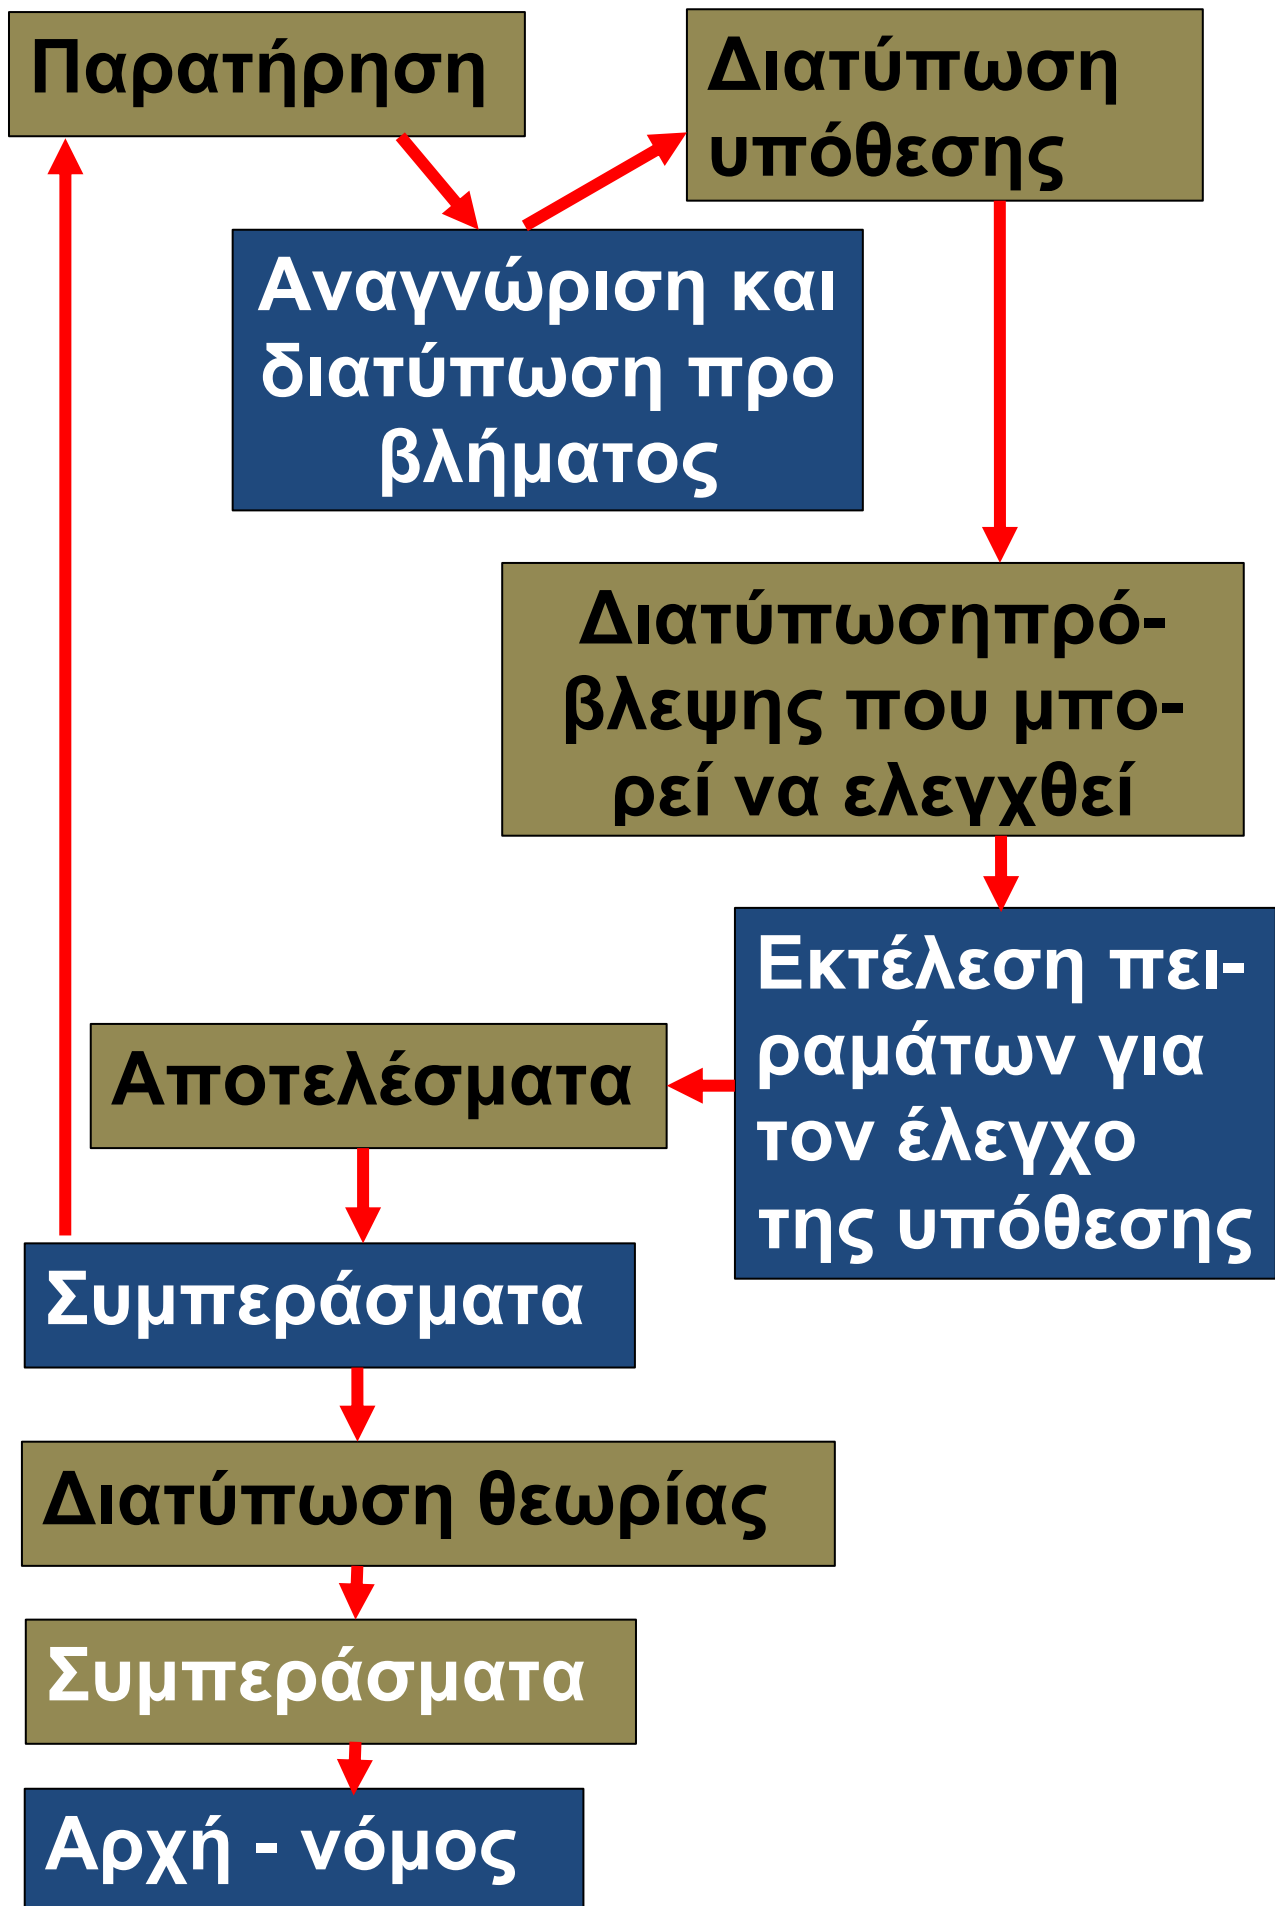 Παρατήρηση
Διατύπωση
υπόθεσης
Αναγνώριση και
διατύπωση προ
βλήματος
Διατύπωσηπρό-
βλεψης που μπο-
ρεί να ελεγχθεί
Εκτέλεση πει-
ραμάτων για
τον έλεγχο
της υπόθεσης
Αποτελέσματα
Συμπεράσματα
Διατύπωση θεωρίας
Συμπεράσματα
Αρχή - νόμος